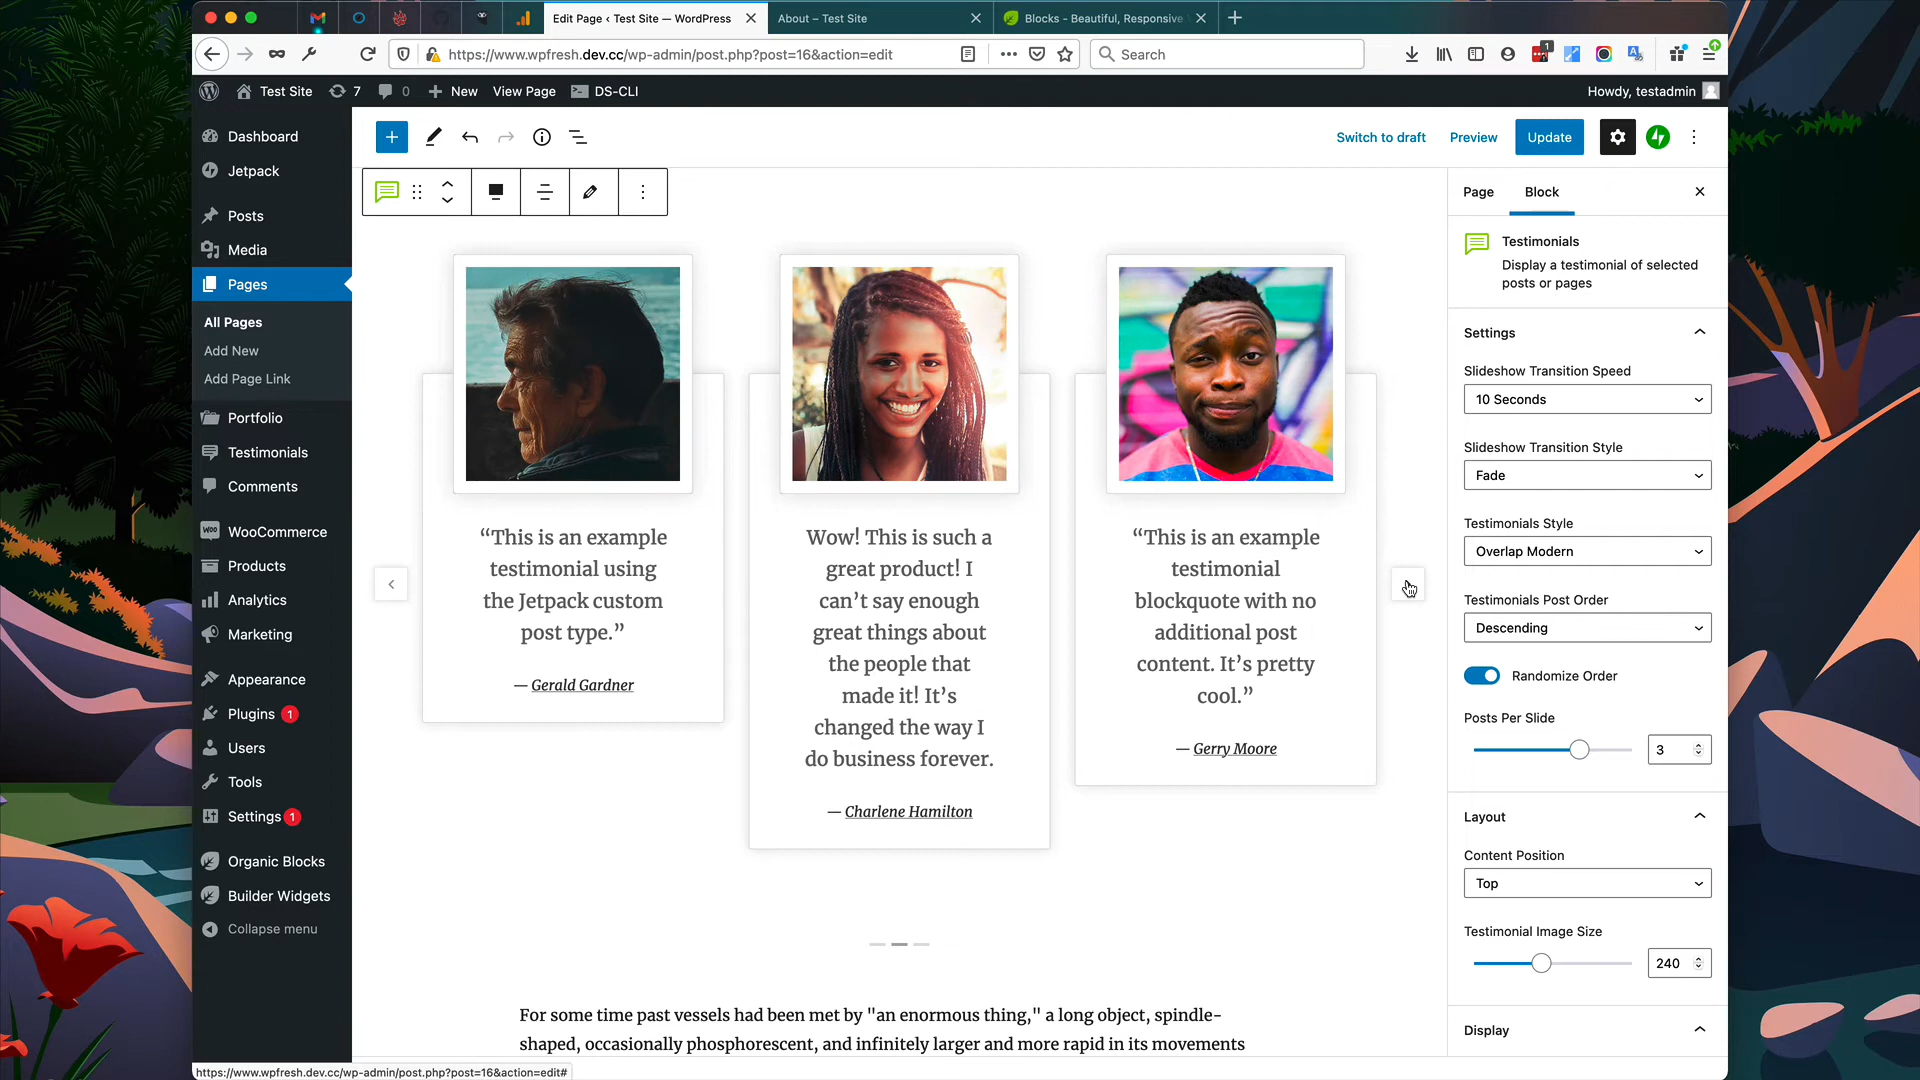 Edit Page ‹ Test Site — WordPress
About – Test Site
Blocks - Beautiful, Responsive
https://www.wpfresh.dev.cc/wp-admin/post.php?post=16&action=edit
Search
1
Test Site
7
0
New
View Page
DS-CLI
Howdy, testadmin
Dashboard
Jetpack
Posts
Media
Pages
All Pages
Add New
Add Page Link
Portfolio
Testimonials
Comments
WOO
WooCommerce
Products
Analytics
Marketing
Appearance
Plugins 1
Users
Tools
Settings 1
Organic Blocks
Builder Widgets
Collapse menu
Switch to draft
Preview
Update
“This is an example
testimonial using
the Jetpack custom
post type.”
— Gerald Gardner
Wow! This is such a
great product! I
can’t say enough
great things about
the people that
made it! It’s
changed the way I
do business forever.
— Charlene Hamilton
“This is an example
testimonial
blockquote with no
additional post
content. It’s pretty
cool.”
— Gerry Moore
For some time past vessels had been met by "an enormous thing," a long object, spindle-
shaped, occasionally phosphorescent, and infinitely larger and more rapid in its movements
Page
Block
Testimonials
Display a testimonial of selected
posts or pages
Settings
Slideshow Transition Speed
10 Seconds
Slideshow Transition Style
Fade
Testimonials Style
Overlap Modern
Testimonials Post Order
Descending
Randomize Order
Posts Per Slide
3
Layout
Content Position
Top
Testimonial Image Size
240
Display
https://www.wpfresh.dev.cc/wp-admin/post.php?post=16&action=edit#